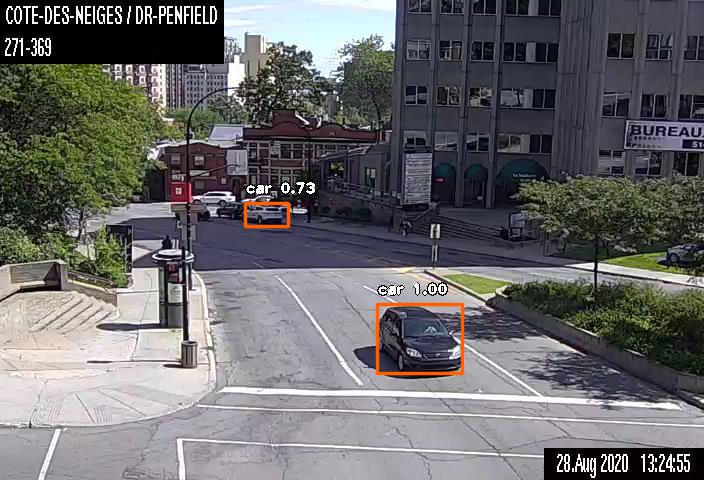 COTE-DES-NEIGES / DR-PENFIELD
271-369
car 0.73
BUREAU
car 1.00
28.Aug 2020 13:24:55